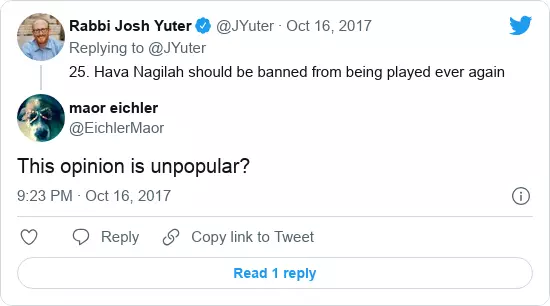 Rabbi Josh Yuter @JYuter · Oct 16, 2017
Replying to @JYuter
25. Hava Nagilah should be banned from being played ever again
maor eichler
@EichlerMaor
This opinion is unpopular?
9:23 PM · Oct 16, 2017
Reply Copy link to Tweet
Read 1 reply